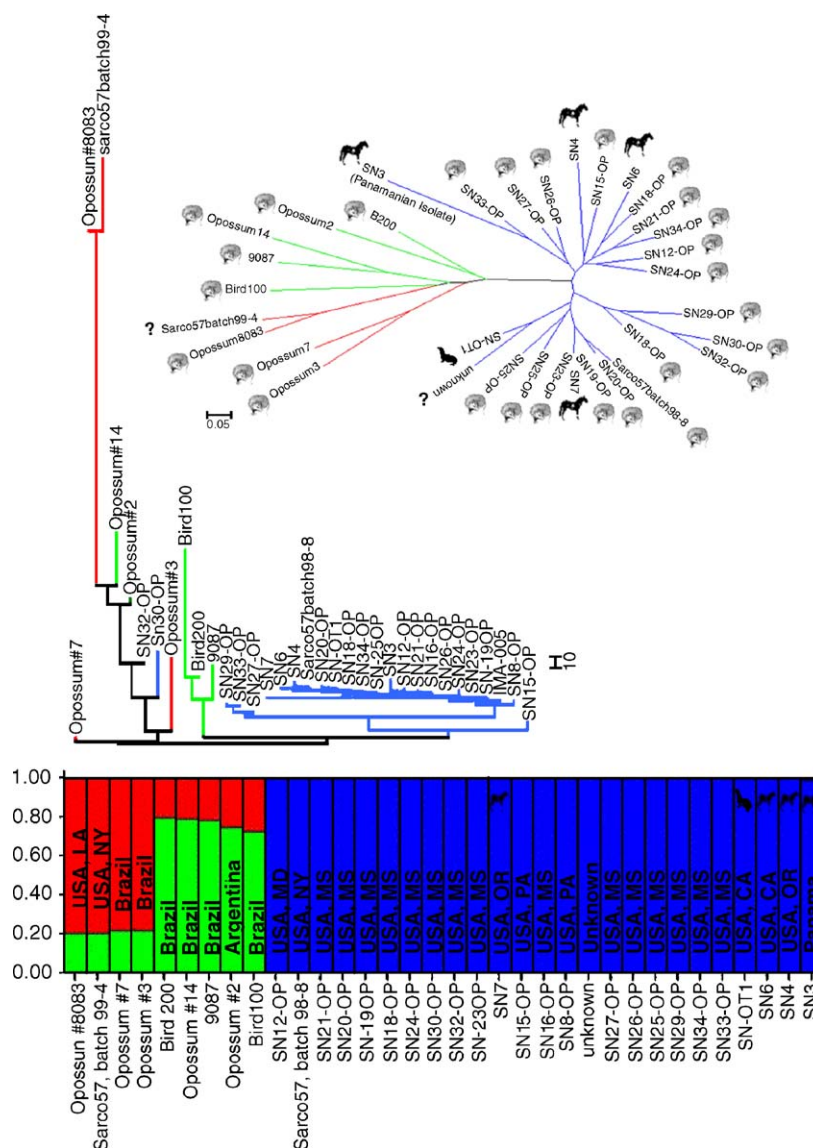 Opossun#8083
sarco57batch99-4
SN3
(Panamanian Isolate)
SN33-OP
SN27-OP
SN26-OP
SN4
SN15-OP
SN6
SN18-OP
SN21-OP
SN34-OP
SN12-OP
SN24-OP
Opossum14
Opossum2
B200
9087
Bird100
? Sarco57batch99-4
Opossum8083
Opossum7
Opossum3
0.05
SN-OT1
unknown
?
SN25-OP
SN25-OP
SN23-OP
SN7
SN19-OP
SN20-OP
Sarco57batch98-8
SN18-OP
SN29-OP
SN30-OP
SN32-OP
Opossum#14
Opossum#2
SN32-OP
Sn30-OP
Opossum#3
Opossum#7
Bird100
Bird200
9087
SN29-OP
SN33-OP
SN27-OP
SN7
SN6
SN4
Sarco57batch98-8
SN20-OP
SN-OT1
SN18-OP
SN34-OP
SN-25OP
SN3
SN12-OP
SN21-OP
SN16-OP
SN26-OP
SN24-OP
SN23-OP
SN-19OP
IMA-005
SN8-OP
SN15-OP
10
1.00
0.80
0.60
0.40
0.20
0.00
USA, LA
USA, NY
Brazil
Brazil
Brazil
Brazil
Brazil
Argentina
Brazil
USA, MD
USA, NY
USA, MS
USA, MS
USA, MS
USA, MS
USA, MS
USA, MS
USA, MS
USA, MS
USA, OR
USA, PA
USA, MS
USA, PA
Unknown
USA, MS
USA, MS
USA, MS
USA, MS
USA, MS
USA, MS
USA, CA
USA, CA
USA, OR
Panama
Opossun #8083
Sarco57, batch 99-4
Opossum #7
Opossum #3
Bird 200
Opossum #14
9087
Opossum #2
Bird100
SN12-OP
Sarco57, batch 98-8
SN21-OP
SN20-OP
SN-19OP
SN18-OP
SN24-OP
SN30-OP
SN32-OP
SN-23OP
SN7
SN15-OP
SN16-OP
SN8-OP
unknown
SN27-OP
SN26-OP
SN25-OP
SN29-OP
SN34-OP
SN33-OP
SN-OT1
SN6
SN4
SN3